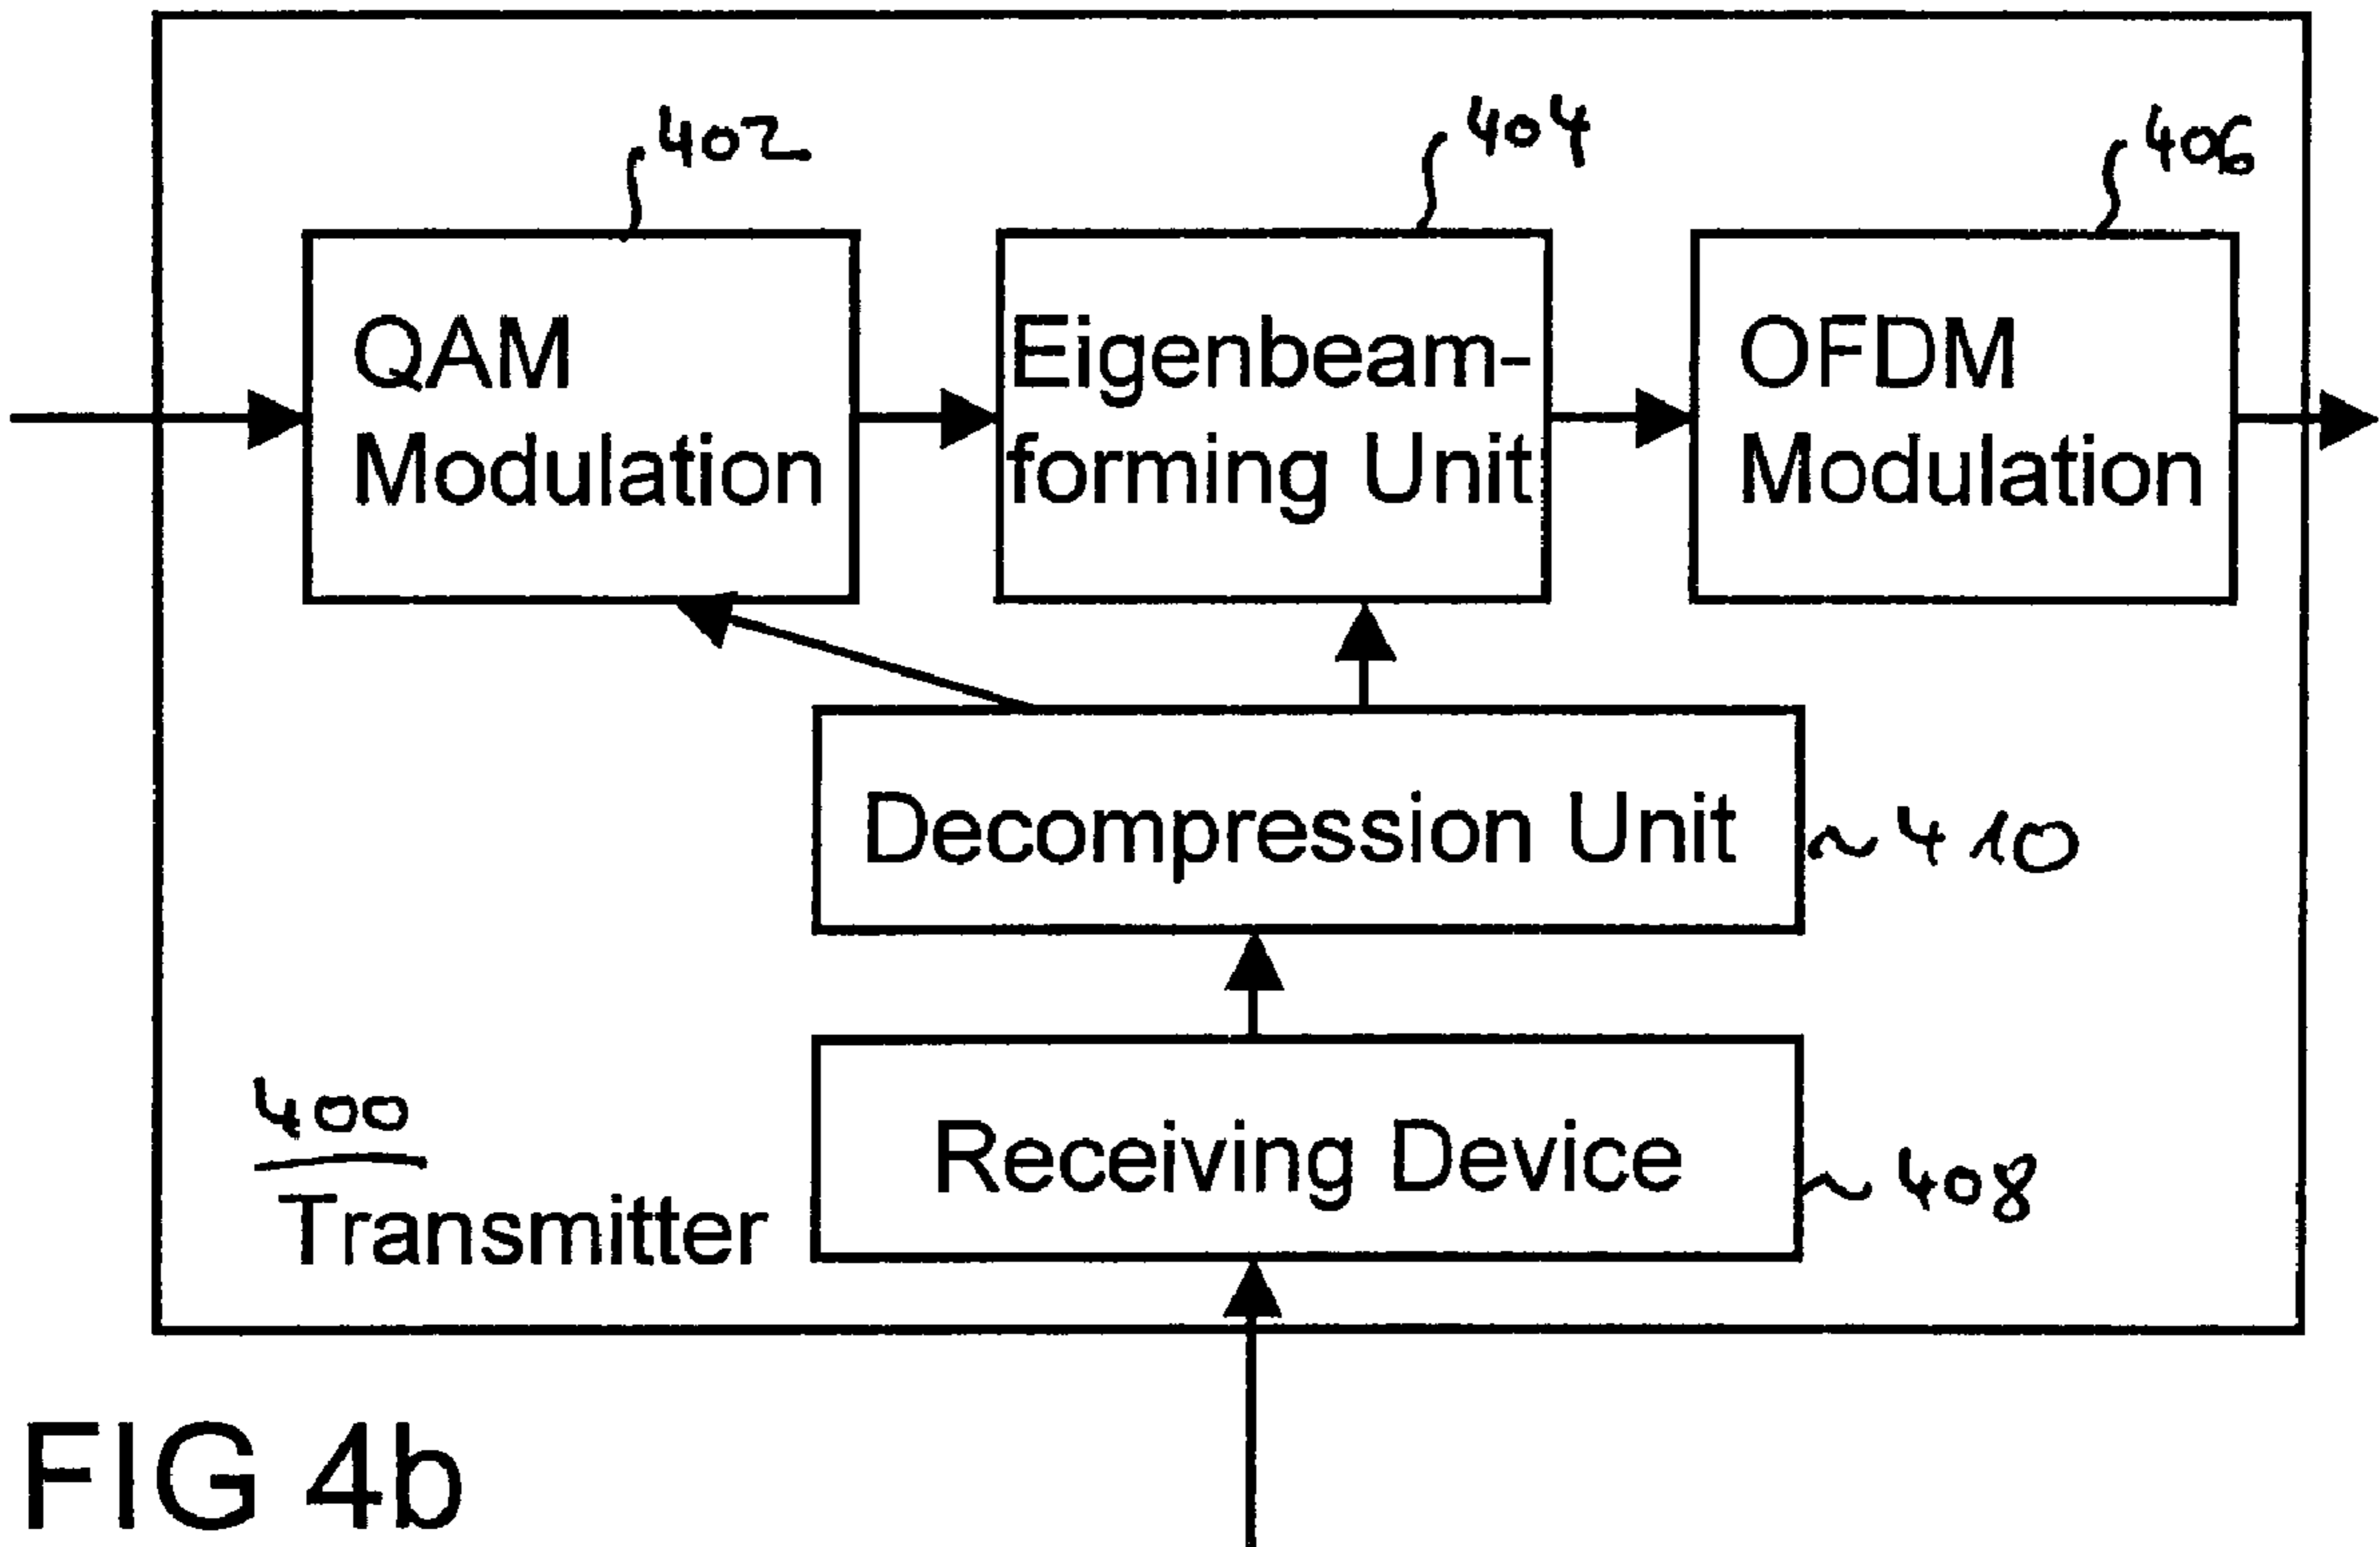 402
404
406
QAM
Modulation
Eigenbeam-
forming Unit
OFDM
Modulation
Decompression Unit
410
Receiving Device
408
400
Transmitter
FIG 4b